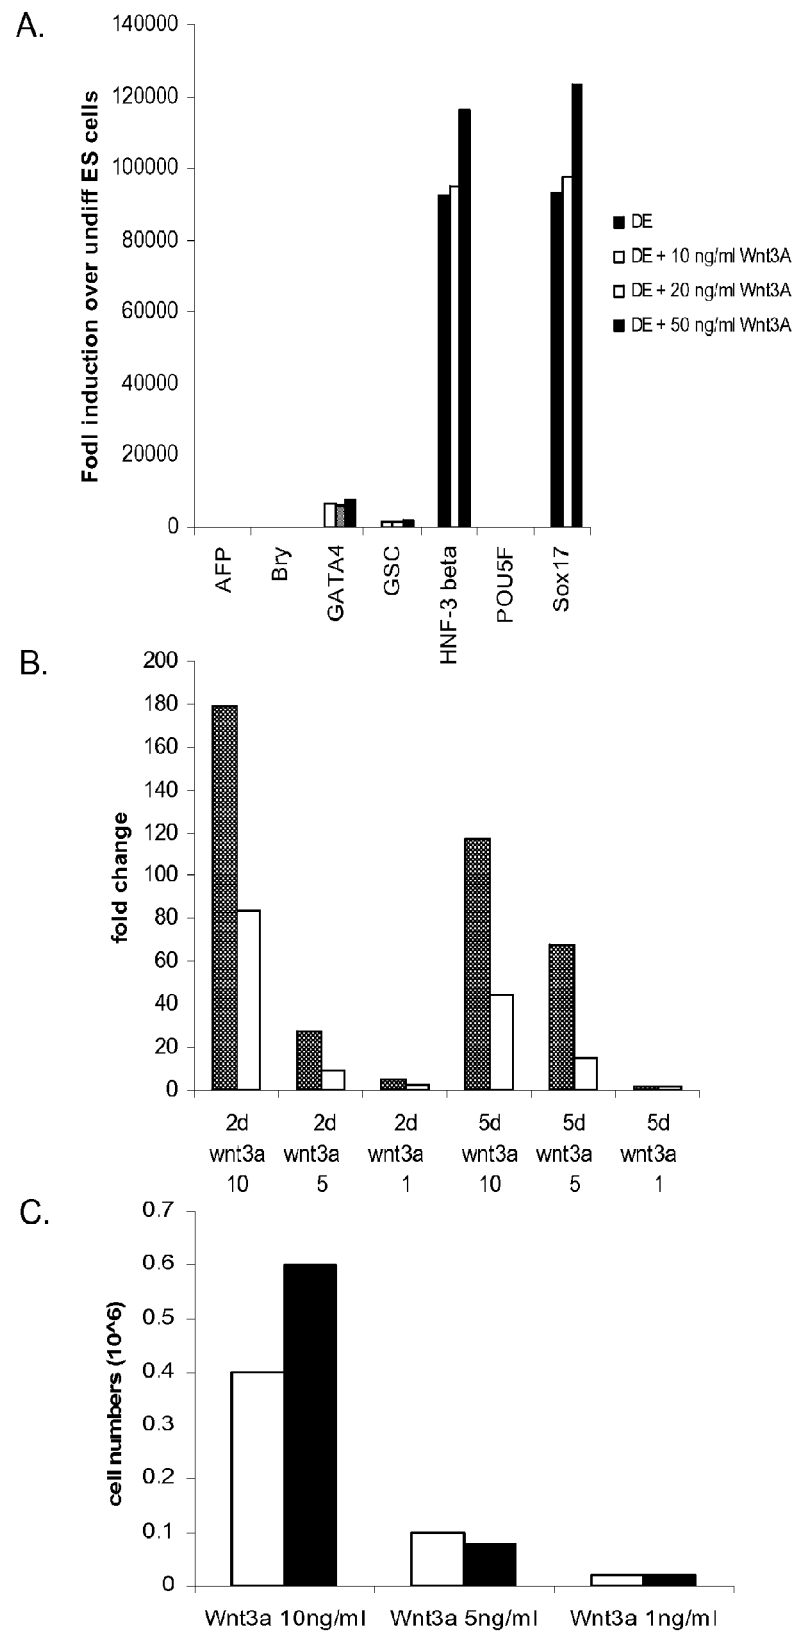 A.
140000
120000
100000
80000
60000
40000
20000
0
Fodl induction over undiff ES cells
AFP
Bry
GATA4
GSC
HNF-3 beta
POU5F
Sox17
DE
DE + 10 ng/ml Wnt3A
DE + 20 ng/ml Wnt3A
DE + 50 ng/ml Wnt3A
B.
200
180
160
140
120
100
80
60
40
20
0
fold change
2d wnt3a 10
2d wnt3a 5
2d wnt3a 1
5d wnt3a 10
5d wnt3a 5
5d wnt3a 1
C.
0.7
0.6
0.5
0.4
0.3
0.2
0.1
0
cell numbers (10^6)
Wnt3a 10ng/ml
Wnt3a 5ng/ml
Wnt3a 1ng/ml